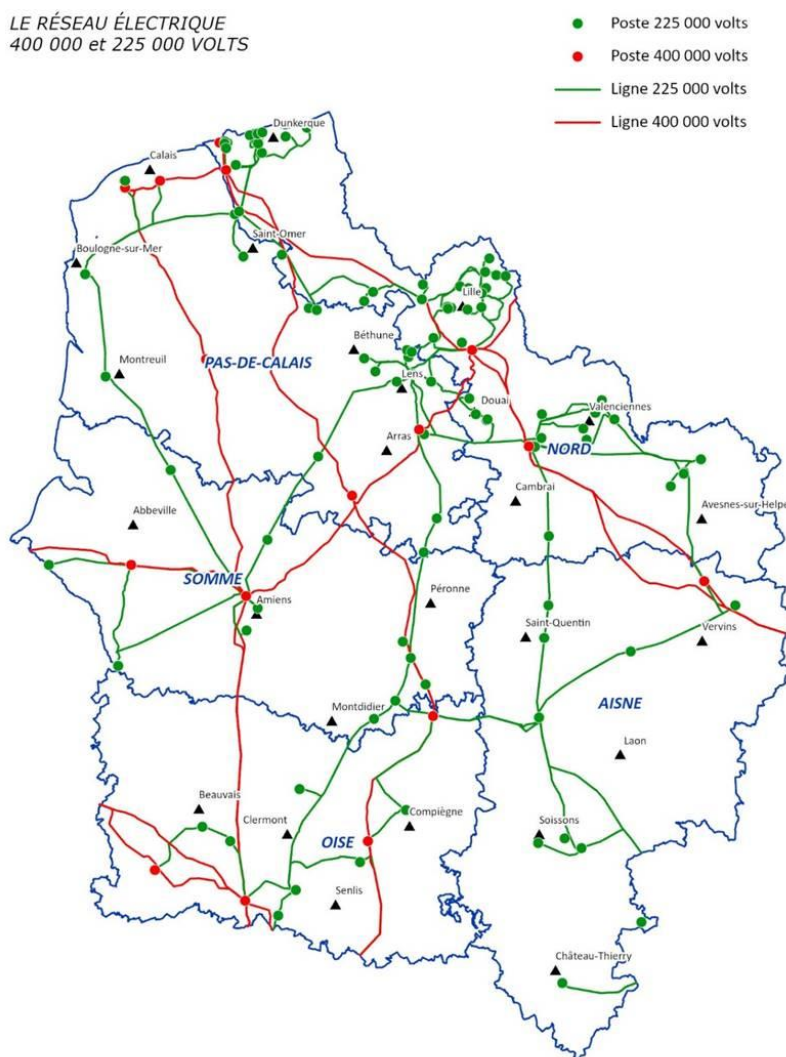 LE RÉSEAU ÉLECTRIQUE
400 000 et 225 000 VOLTS
Poste 225 000 volts
Poste 400 000 volts
Ligne 225 000 volts
Ligne 400 000 volts
Dunkerque
Calais
Saint-Omer
Boulogne-sur-Mer
Lille
Béthune
PAS-DE-CALAIS
Montreuil
Lens
Douai
Valenciennes
Arras
NORD
Cambrai
Abbeville
Avesnes-sur-Helpe
SOMME
Amiens
Péronne
Saint-Quentin
Vervins
Montdidier
AISNE
Laon
Beauvais
Clermont
Compiègne
Soissons
OISE
Senlis
Château-Thierry